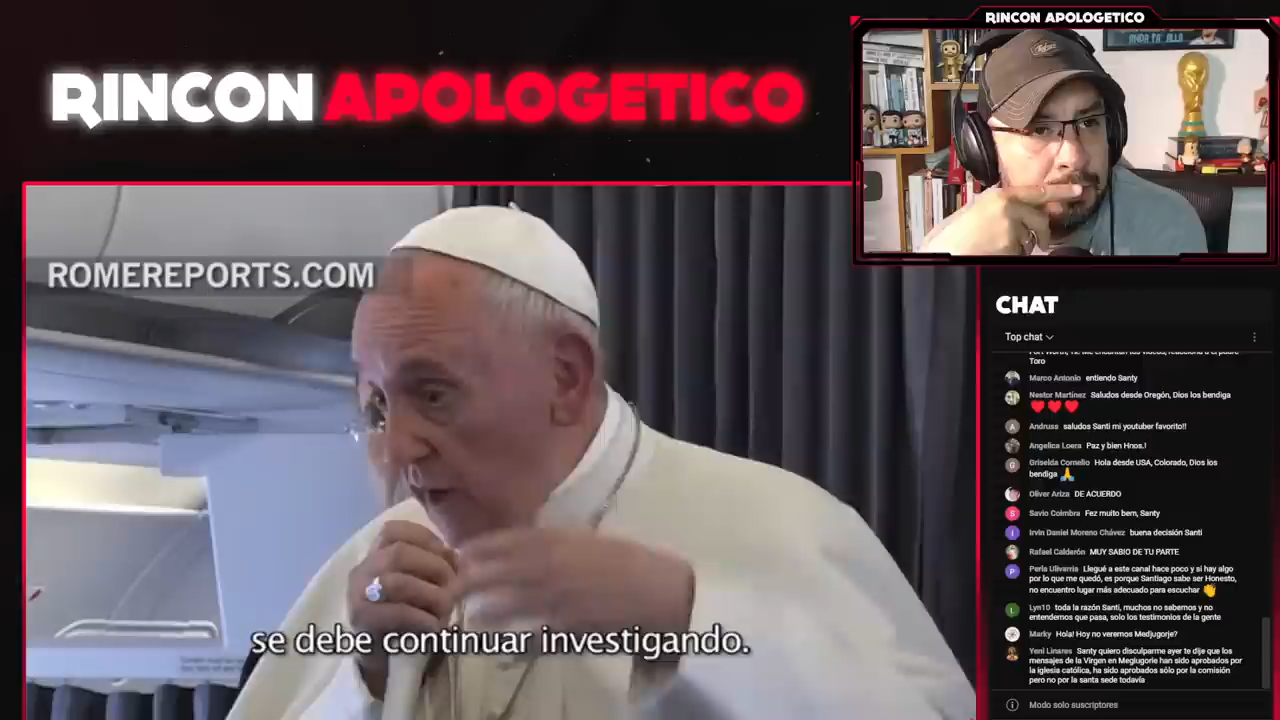 RINCON APOLOGETICO
RINCON APOLOGETICO
ANDA PA' ALLA
ROMEREPORTS.COM
se debe continuar investigando.
CHAT
Top chat
Toro
Marco Antonio entiendo Santy
Nestor Martinez Saludos desde Oregón, Dios los bendiga
Andruss saludos Santi mi youtuber favorito!!
Angelica Loera Paz y bien Hnos.!
Griselda Cornelio Hola desde USA, Colorado, Dios los
bendiga
Oliver Ariza DE ACUERDO
Savio Coimbra Fez muito bem, Santy
Irvin Daniel Moreno Chávez buena decisión Santi
Rafael Calderón MUY SABIO DE TU PARTE
Perla Ulivarria Llegué a este canal hace poco y si hay algo
por lo que me quedó, es porque Santiago sabe ser Honesto,
no encuentro lugar más adecuado para escuchar
Lyn10 toda la razón Santi, muchos no sabemos y no
entendemos que pasa, solo los testimonios de la gente
Marky Hola! Hoy no veremos Medjugorje?
Yeni Linares Santy quiero disculparme ayer te dije que los
mensajes de la Virgen en Megiugorie han sido aprobados por
la iglesia católica, ha sido aprobados sólo por la comisión
pero no por la santa sede todavía
Modo solo suscriptores